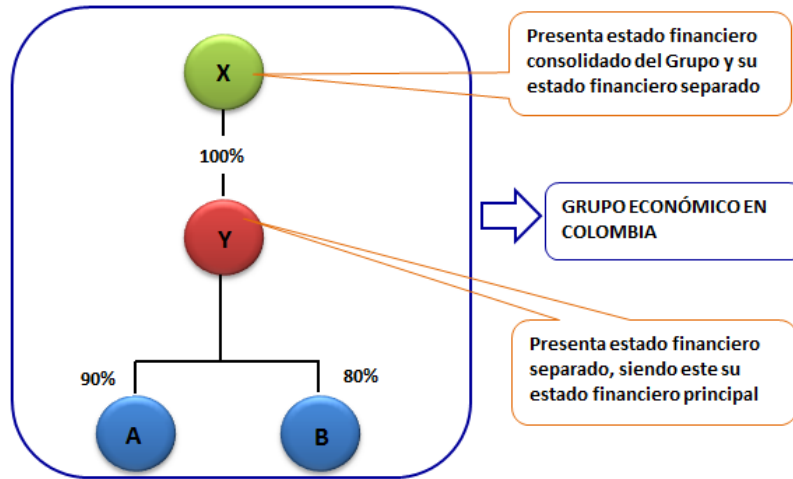 X
Presenta estado financiero
consolidado del Grupo y su
estado financiero separado
100%
Y
GRUPO ECONÓMICO EN
COLOMBIA
Presenta estado financiero
separado, siendo este su
estado financiero principal
90%
80%
A
B